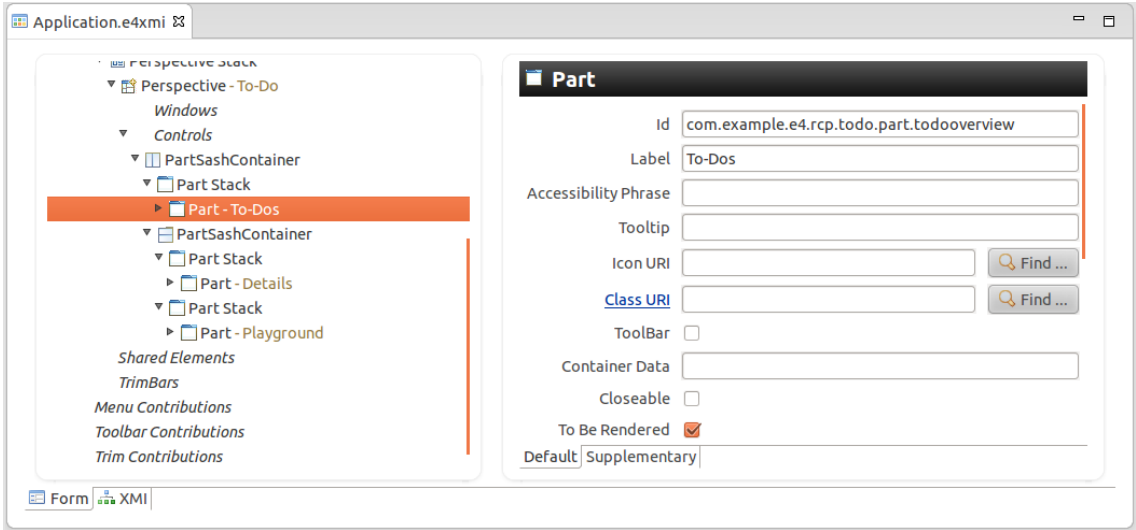 Application.e4xmi
Perspective Stack
Perspective - To-Do
Windows
Controls
PartSashContainer
Part Stack
Part - To-Dos
PartSashContainer
Part Stack
Part - Details
Part Stack
Part - Playground
Shared Elements
TrimBars
Menu Contributions
Toolbar Contributions
Trim Contributions
Part
Id com.example.e4.rcp.todo.part.todooverview
Label To-Dos
Accessibility Phrase
Tooltip
Icon URI Find ...
Class URI Find ...
ToolBar
Container Data
Closeable
To Be Rendered
Default Supplementary
Form XMI